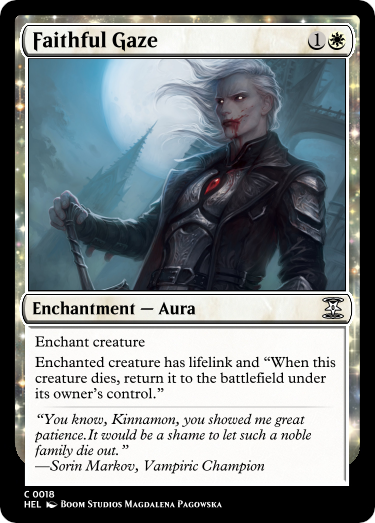 Faithful Gaze 1
Enchantment — Aura
Enchant creature
Enchanted creature has lifelink and “When this
creature dies, return it to the battlefield under
its owner’s control.”
“You know, Kinnamon, you showed me great
patience.It would be a shame to let such a noble
family die out.”
—Sorin Markov, Vampiric Champion
C 0018
HEL Boom Studios Magdalena Pagowska